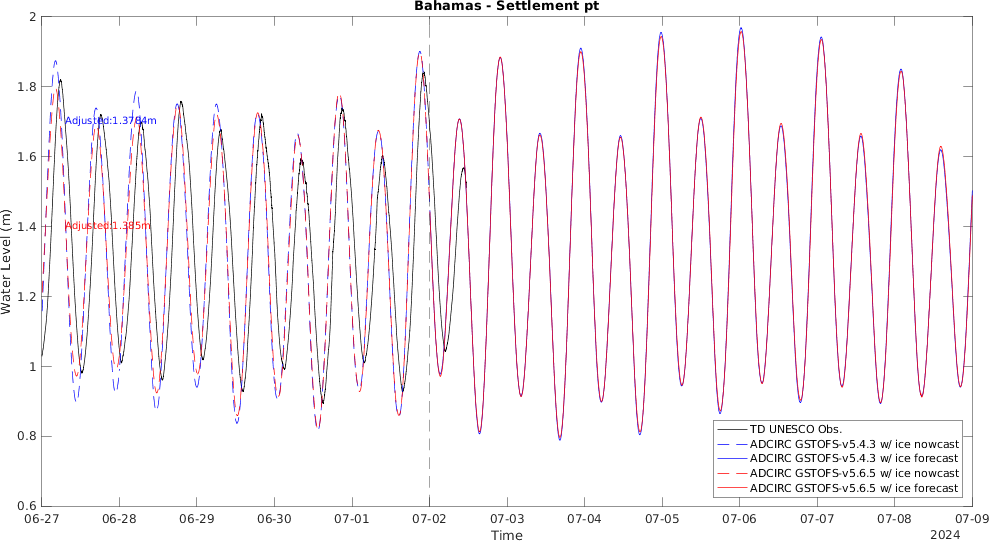 Bahamas - Settlement pt
2
1.8
1.6
1.4
1.2
1
0.8
0.6
Water Level (m)
Adjusted:1.3784m
Adjusted:1.385m
TD UNESCO Obs.
ADCIRC GSTOFS-v5.4.3 w/ ice nowcast
ADCIRC GSTOFS-v5.4.3 w/ ice forecast
ADCIRC GSTOFS-v5.6.5 w/ ice nowcast
ADCIRC GSTOFS-v5.6.5 w/ ice forecast
06-27 06-28 06-29 06-30 07-01 07-02 07-03 07-04 07-05 07-06 07-07 07-08 07-09
Time
2024